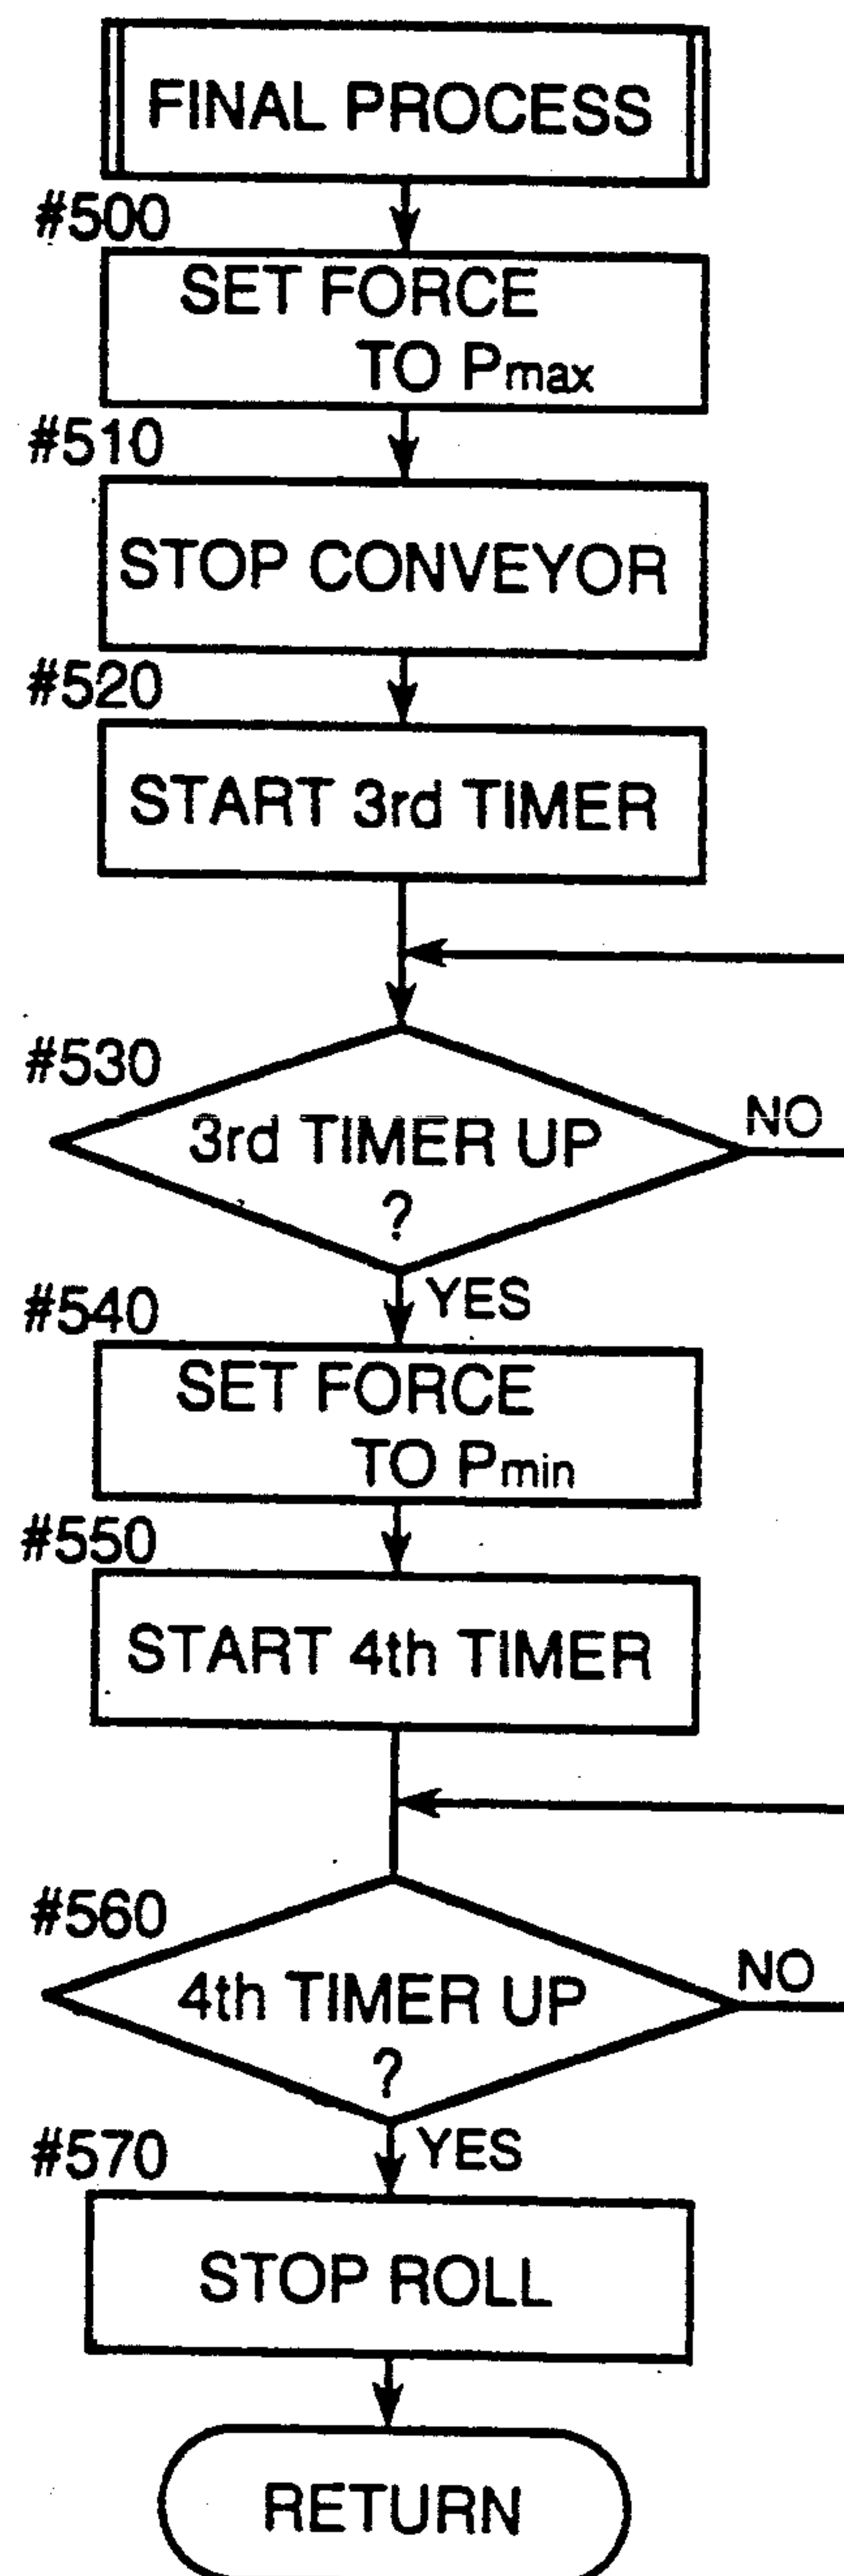 FINAL PROCESS
#500
SET FORCE
TO Pmax
#510
STOP CONVEYOR
#520
START 3rd TIMER
#530
3rd TIMER UP
?
NO
YES
#540
SET FORCE
TO Pmin
#550
START 4th TIMER
#560
4th TIMER UP
?
NO
YES
#570
STOP ROLL
RETURN